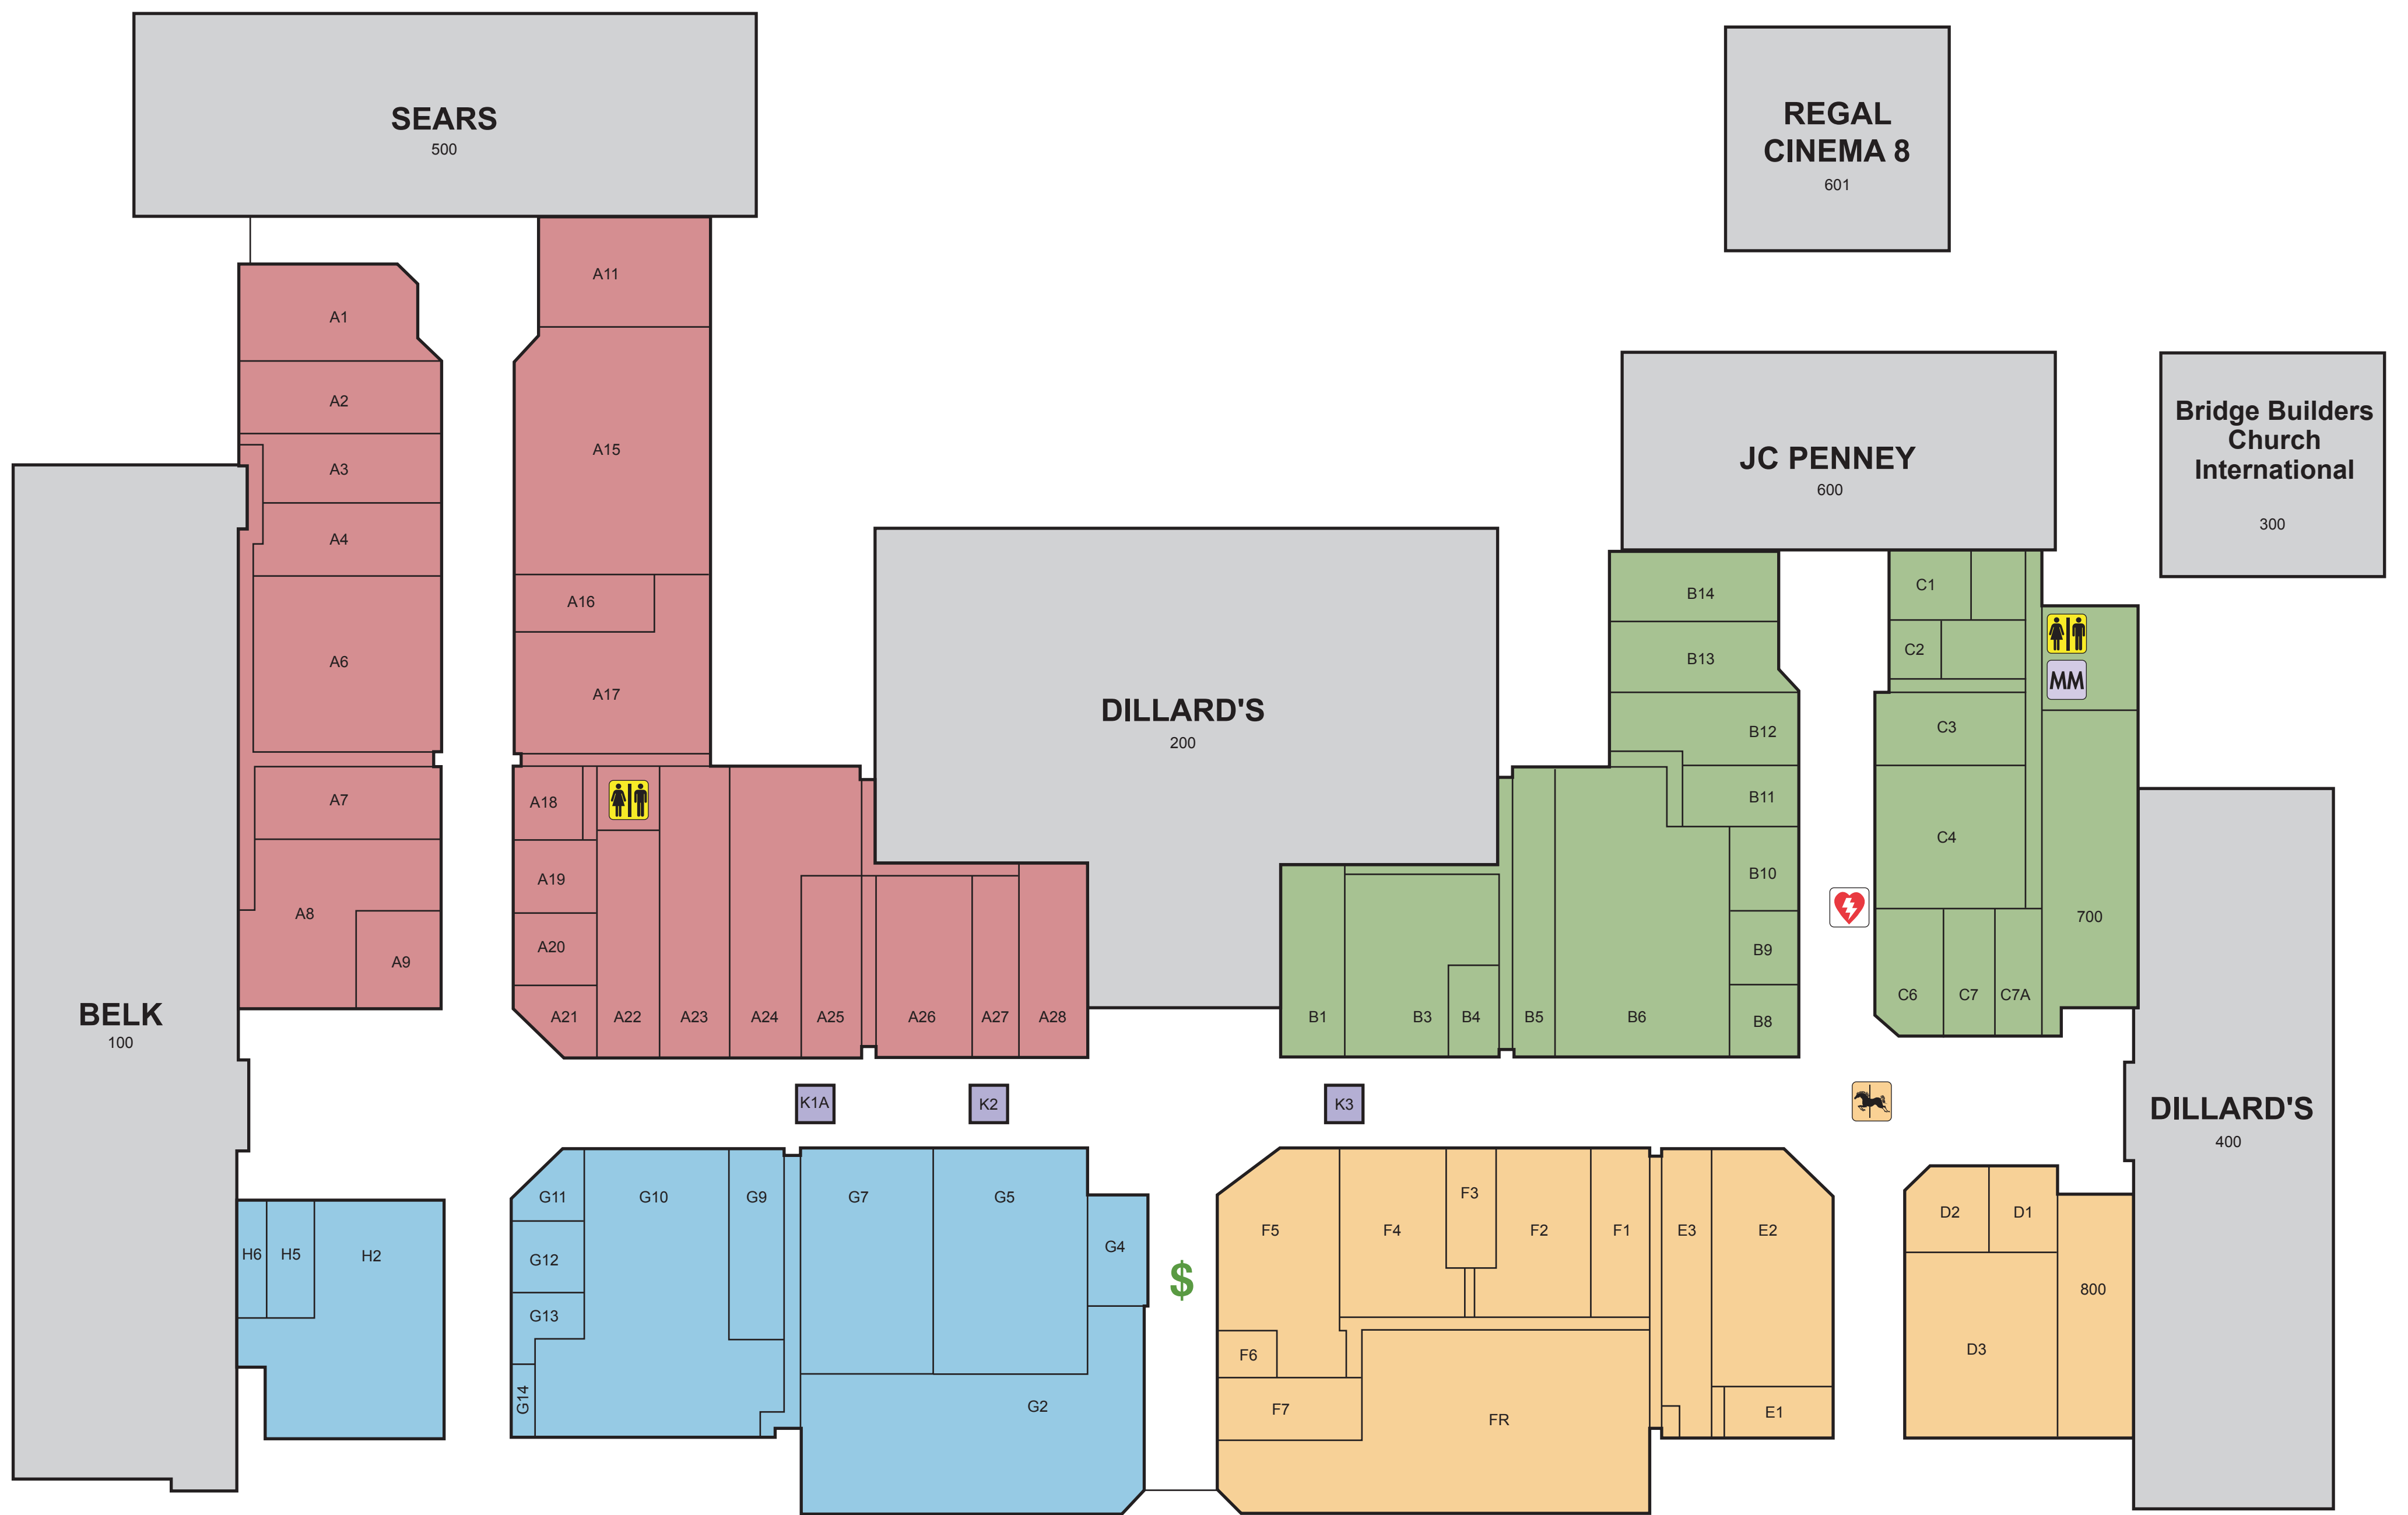 SEARS
500
REGAL
CINEMA 8
601
A11
A1
A2
A3
A4
A6
A7
A8
A9
A15
A16
A17
A18
A19
A20
A21
A22
A23
A24
A25
A26
A27
A28
BELK
100
DILLARD'S
200
JC PENNEY
600
Bridge Builders
Church
International
300
B14
B13
B12
B11
B10
B9
B8
B1
B3
B4
B5
B6
C1
C2
C3
C4
C6
C7
C7A
MM
700
DILLARD'S
400
K1A
K2
K3
H6
H5
H2
G11
G12
G13
G14
G10
G9
G7
G5
G4
G2
$
F5
F4
F3
F2
F1
F6
F7
FR
E3
E2
E1
D2
D1
D3
800